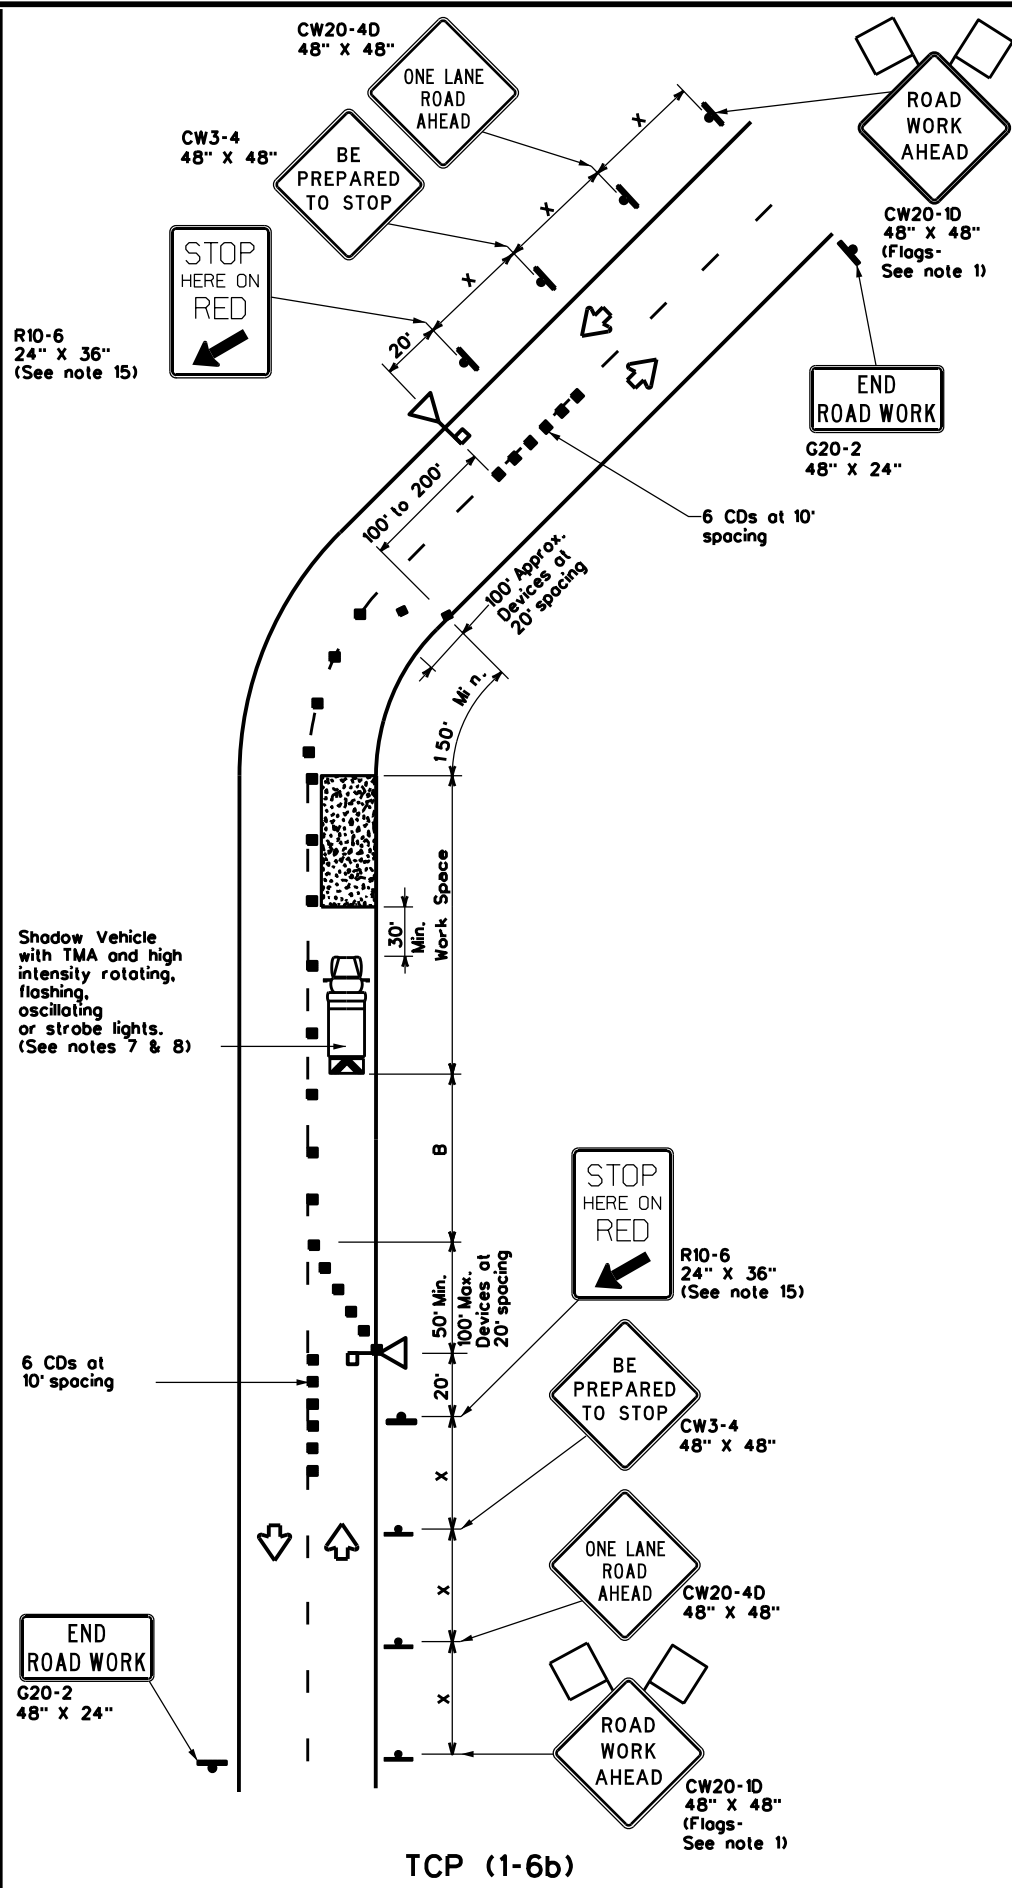 CW20-4D
48" X 48"
ONE LANE
ROAD
AHEAD
ROAD
WORK
AHEAD
CW20-1D
48" X 48"
(Flags-
See note 1)
CW3-4
48" X 48"
BE
PREPARED
TO STOP
X
X
X
20'
STOP
HERE ON
RED
R10-6
24" X 36"
(See note 15)
END
ROAD WORK
G20-2
48" X 24"
6 CDs at 10'
spacing
100' to 200'
100' Approx.
Devices at
20' spacing
150' Min.
Work Space
30'
Min.
Shadow Vehicle
with TMA and high
intensity rotating,
flashing,
oscillating
or strobe lights.
(See notes 7 & 8)
B
50' Min.
100' Max.
Devices at
20' spacing
STOP
HERE ON
RED
R10-6
24" X 36"
(See note 15)
6 CDs at
10' spacing
20'
BE
PREPARED
TO STOP
CW3-4
48" X 48"
X
ONE LANE
ROAD
AHEAD
CW20-4D
48" X 48"
X
END
ROAD WORK
G20-2
48" X 24"
X
ROAD
WORK
AHEAD
CW20-1D
48" X 48"
(Flags-
See note 1)
TCP (1-6b)